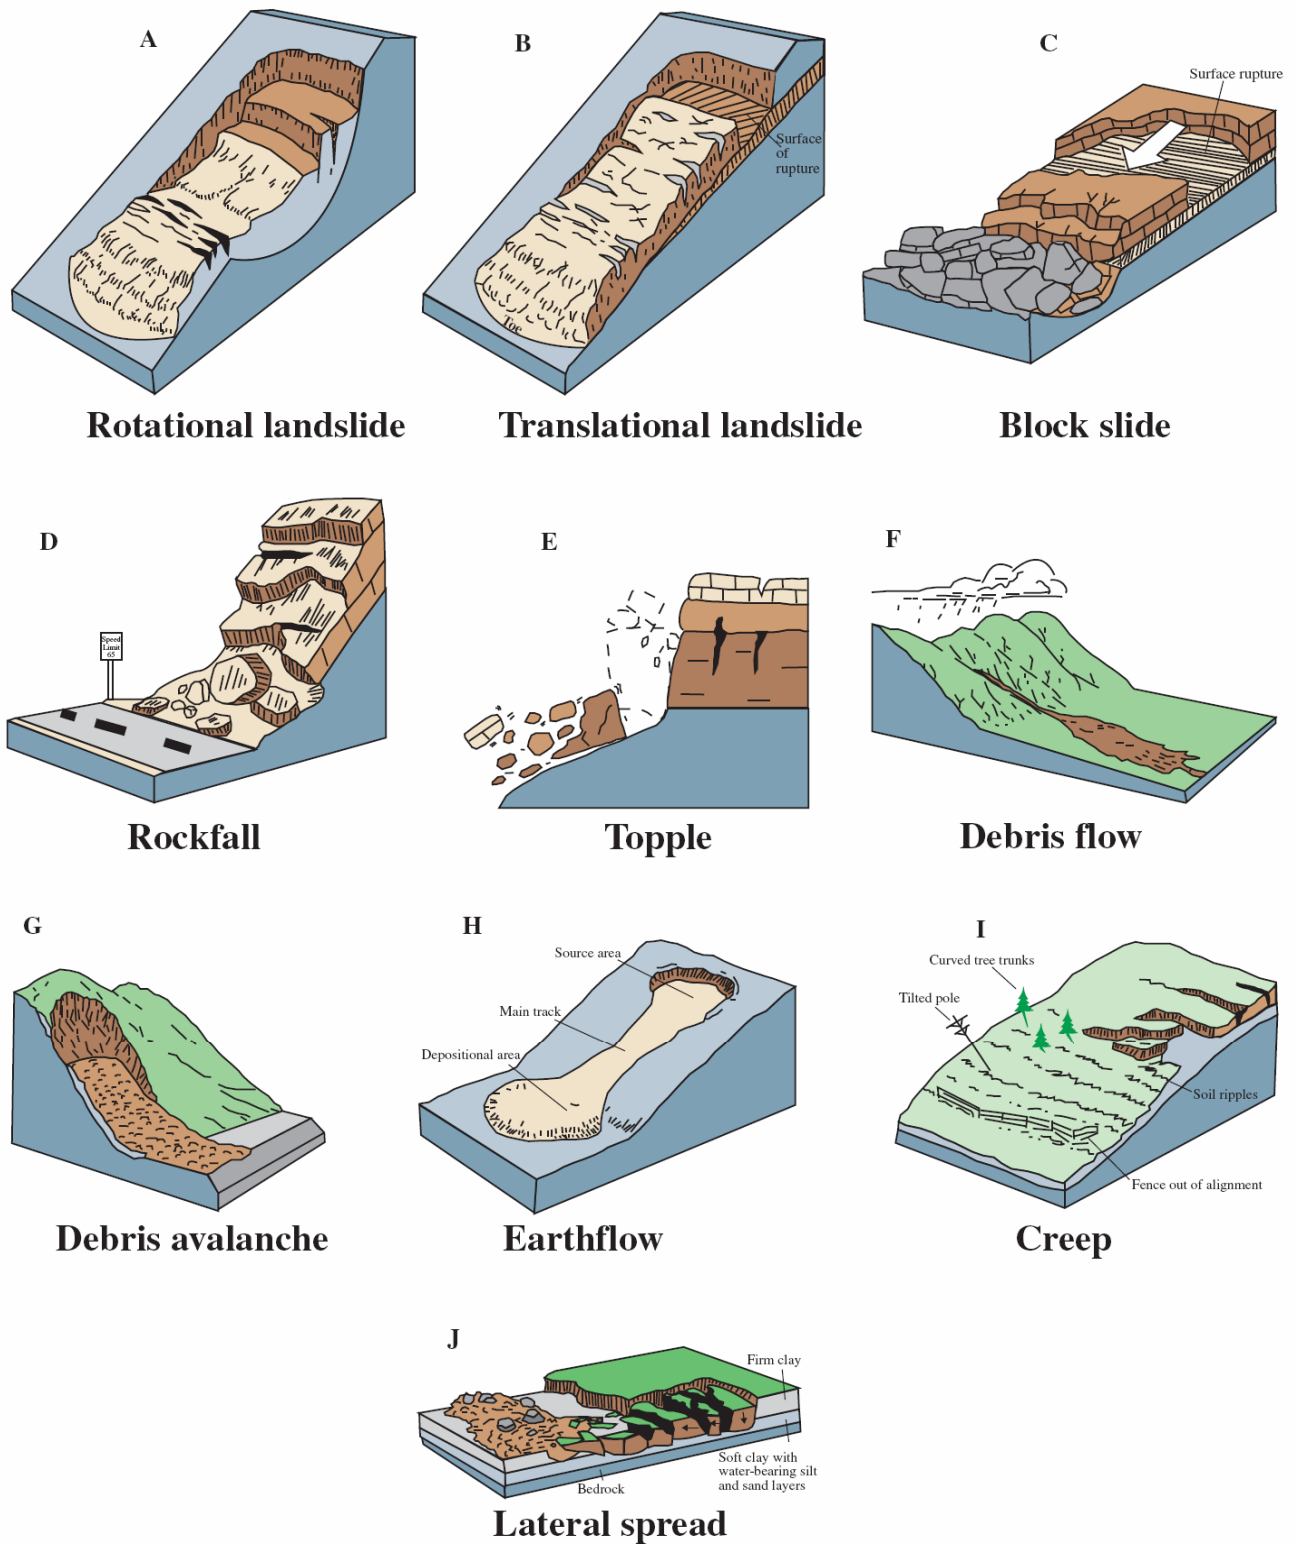 A
B
C
Surface rupture
Surface
of
rupture
Toe
Rotational landslide
Translational landslide
Block slide
D
E
F
Speed
Limit
65
Rockfall
Topple
Debris flow
G
H
I
Source area
Main track
Depositional area
Curved tree trunks
Tilted pole
Soil ripples
Fence out of alignment
Debris avalanche
Earthflow
Creep
J
Firm clay
Soft clay with
water-bearing silt
and sand layers
Bedrock
Lateral spread